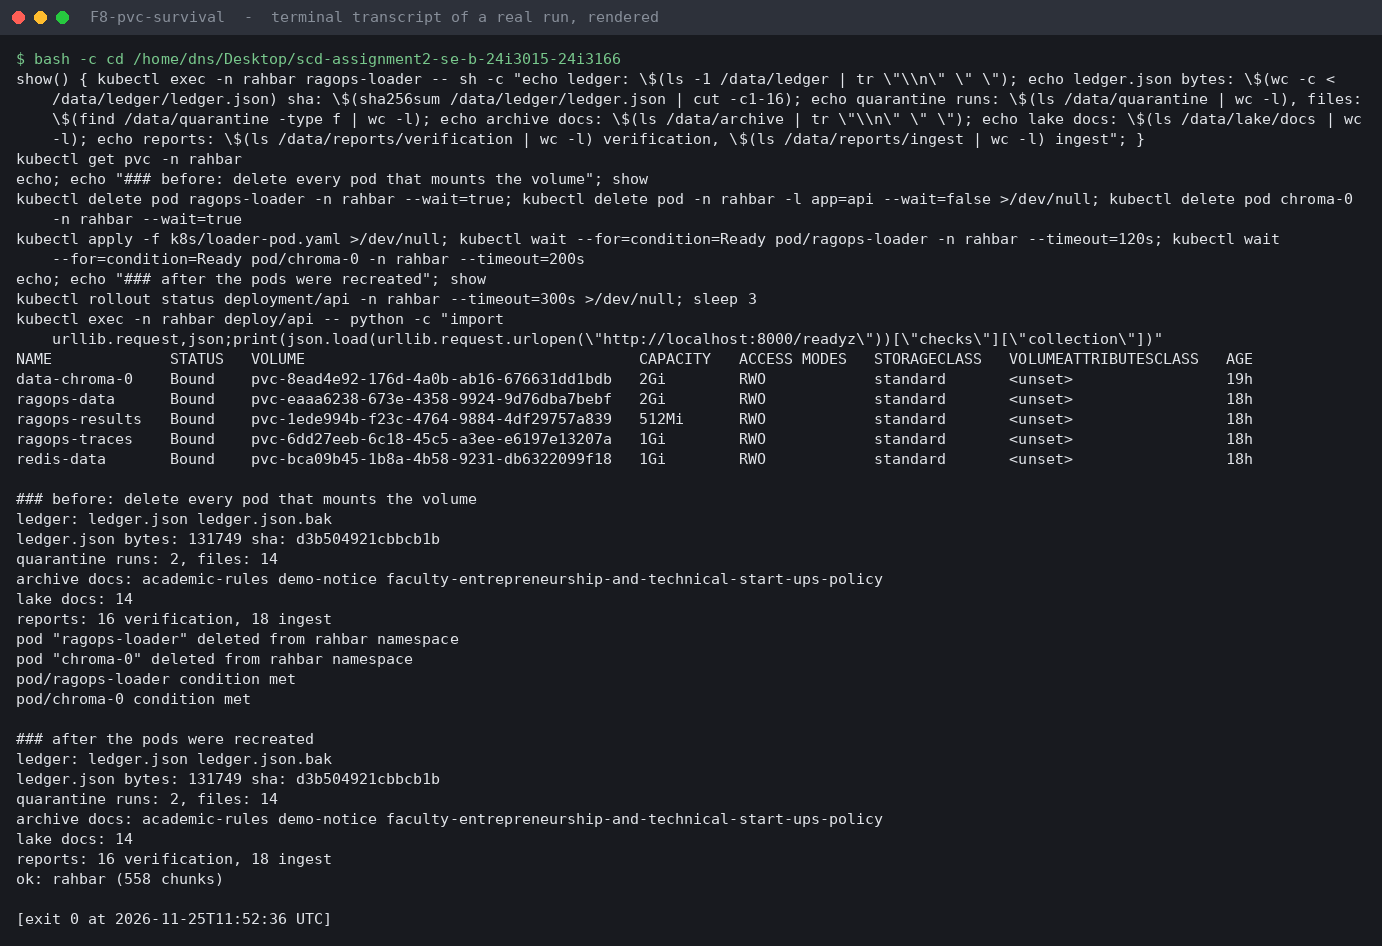 F8-pvc-survival  -  terminal transcript of a real run, rendered
$ bash -c cd /home/dns/Desktop/scd-assignment2-se-b-24i3015-24i3166
show() { kubectl exec -n rahbar ragops-loader -- sh -c "echo ledger: \$(ls -1 /data/ledger | tr \"\\n\" \" \"); echo ledger.json bytes: \$(wc -c <
/data/ledger/ledger.json) sha: \$(sha256sum /data/ledger/ledger.json | cut -c1-16); echo quarantine runs: \$(ls /data/quarantine | wc -l), files:
\$(find /data/quarantine -type f | wc -l); echo archive docs: \$(ls /data/archive | tr \"\\n\" \" \"); echo lake docs: \$(ls /data/lake/docs | wc
-l); echo reports: \$(ls /data/reports/verification | wc -l) verification, \$(ls /data/reports/ingest | wc -l) ingest"; }
kubectl get pvc -n rahbar
echo; echo "### before: delete every pod that mounts the volume"; show
kubectl delete pod ragops-loader -n rahbar --wait=true; kubectl delete pod -n rahbar -l app=api --wait=false >/dev/null; kubectl delete pod chroma-0
-n rahbar --wait=true
kubectl apply -f k8s/loader-pod.yaml >/dev/null; kubectl wait --for=condition=Ready pod/ragops-loader -n rahbar --timeout=120s; kubectl wait
--for=condition=Ready pod/chroma-0 -n rahbar --timeout=200s
echo; echo "### after the pods were recreated"; show
kubectl rollout status deployment/api -n rahbar --timeout=300s >/dev/null; sleep 3
kubectl exec -n rahbar deploy/api -- python -c "import
urllib.request,json;print(json.load(urllib.request.urlopen(\"http://localhost:8000/readyz\"))[\"checks\"][\"collection\"])"
NAME             STATUS   VOLUME                                     CAPACITY   ACCESS MODES   STORAGECLASS   VOLUMEATTRIBUTESCLASS   AGE
data-chroma-0    Bound    pvc-8ead4e92-176d-4a0b-ab16-676631dd1bdb   2Gi        RWO            standard       <unset>                 19h
ragops-data      Bound    pvc-eaaa6238-673e-4358-9924-9d76dba7bebf   2Gi        RWO            standard       <unset>                 18h
ragops-results   Bound    pvc-1ede994b-f23c-4764-9884-4df29757a839   512Mi      RWO            standard       <unset>                 18h
ragops-traces    Bound    pvc-6dd27eeb-6c18-45c5-a3ee-e6197e13207a   1Gi        RWO            standard       <unset>                 18h
redis-data       Bound    pvc-bca09b45-1b8a-4b58-9231-db6322099f18   1Gi        RWO            standard       <unset>                 18h
### before: delete every pod that mounts the volume
ledger: ledger.json ledger.json.bak
ledger.json bytes: 131749 sha: d3b504921cbbcb1b
quarantine runs: 2, files: 14
archive docs: academic-rules demo-notice faculty-entrepreneurship-and-technical-start-ups-policy
lake docs: 14
reports: 16 verification, 18 ingest
pod "ragops-loader" deleted from rahbar namespace
pod "chroma-0" deleted from rahbar namespace
pod/ragops-loader condition met
pod/chroma-0 condition met
### after the pods were recreated
ledger: ledger.json ledger.json.bak
ledger.json bytes: 131749 sha: d3b504921cbbcb1b
quarantine runs: 2, files: 14
archive docs: academic-rules demo-notice faculty-entrepreneurship-and-technical-start-ups-policy
lake docs: 14
reports: 16 verification, 18 ingest
ok: rahbar (558 chunks)
[exit 0 at 2026-11-25T11:52:36 UTC]